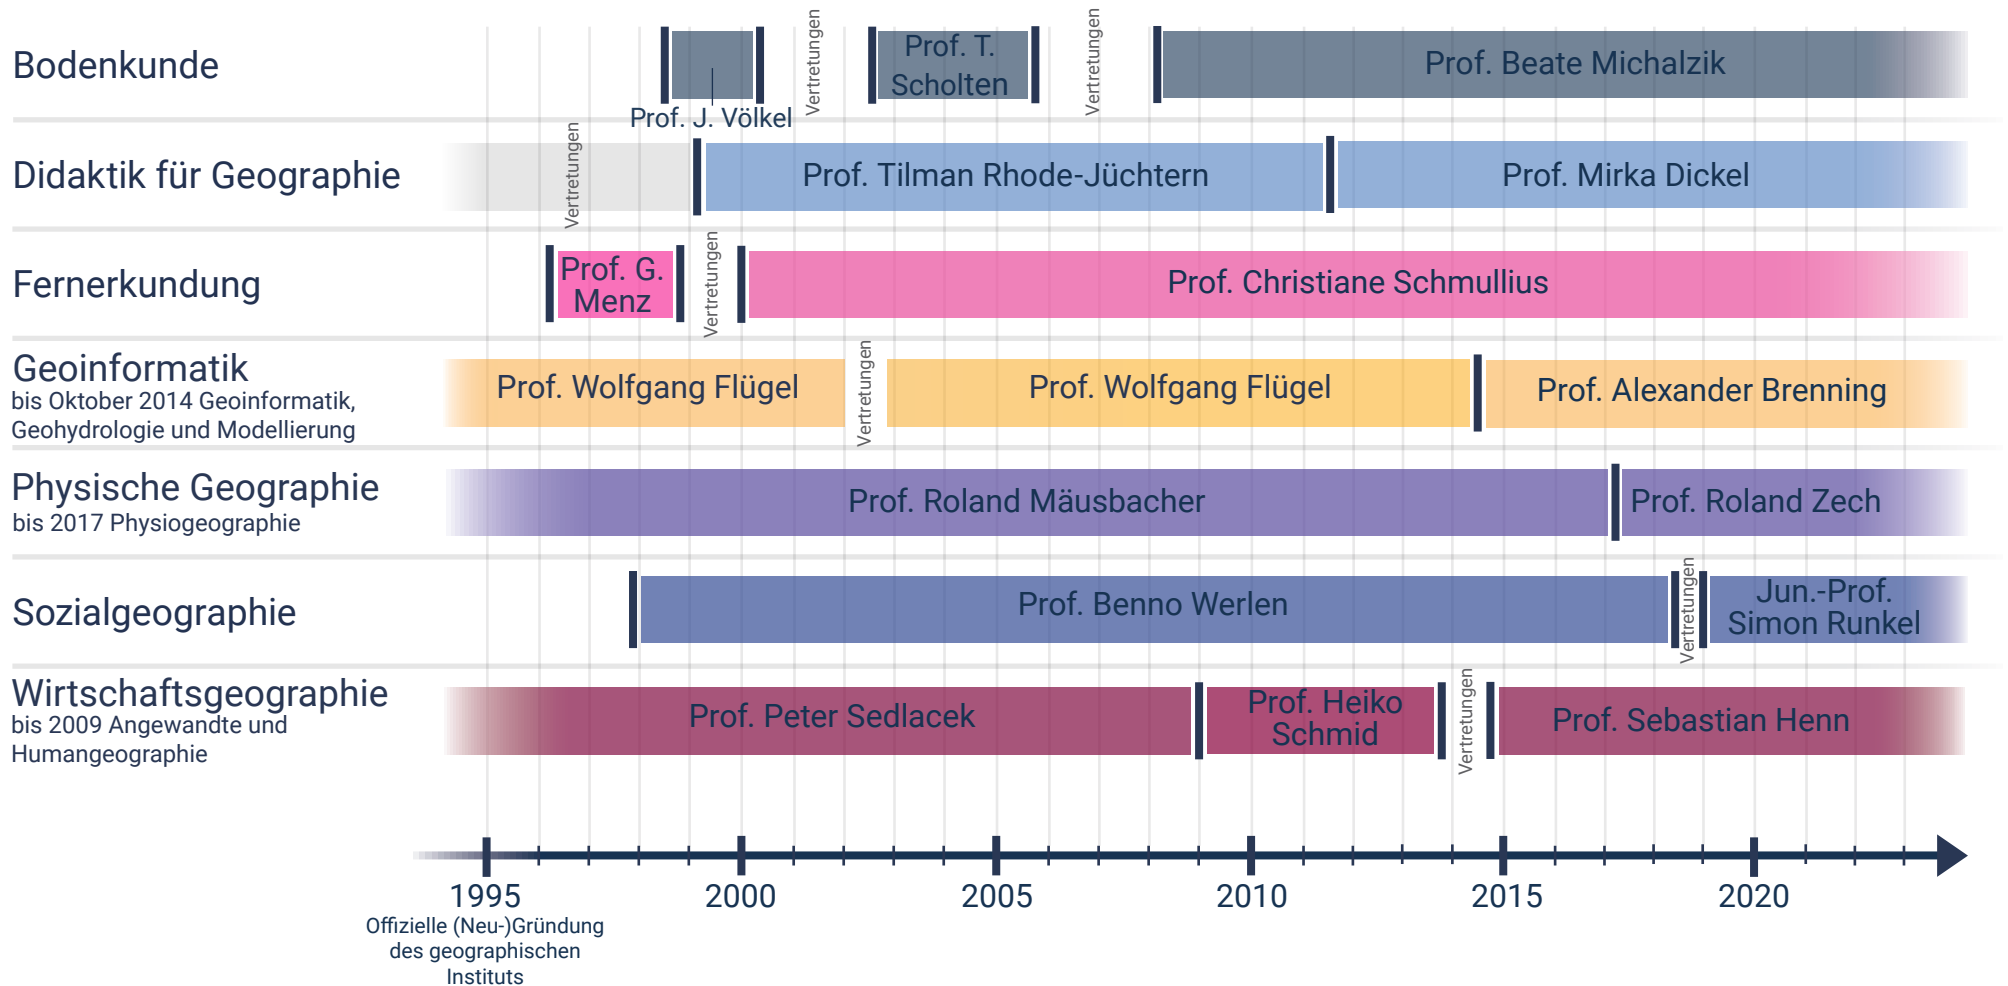 Bodenkunde
Prof. J. Völkel
Vertretungen
Prof. T.
Scholten
Vertretungen
Prof. Beate Michalzik
Didaktik für Geographie
Vertretungen
Prof. Tilman Rhode-Jüchtern
Prof. Mirka Dickel
Fernerkundung
Prof. G.
Menz
Vertretungen
Prof. Christiane Schmullius
Geoinformatik
bis Oktober 2014 Geoinformatik,
Geohydrologie und Modellierung
Prof. Wolfgang Flügel
Vertretungen
Prof. Wolfgang Flügel
Prof. Alexander Brenning
Physische Geographie
bis 2017 Physiogeographie
Prof. Roland Mäusbacher
Prof. Roland Zech
Sozialgeographie
Prof. Benno Werlen
Vertretungen
Jun.-Prof.
Simon Runkel
Wirtschaftsgeographie
bis 2009 Angewandte und
Humangeographie
Prof. Peter Sedlacek
Prof. Heiko
Schmid
Vertretungen
Prof. Sebastian Henn
1995
2000
2005
2010
2015
2020
Offizielle (Neu-)Gründung
des geographischen
Instituts